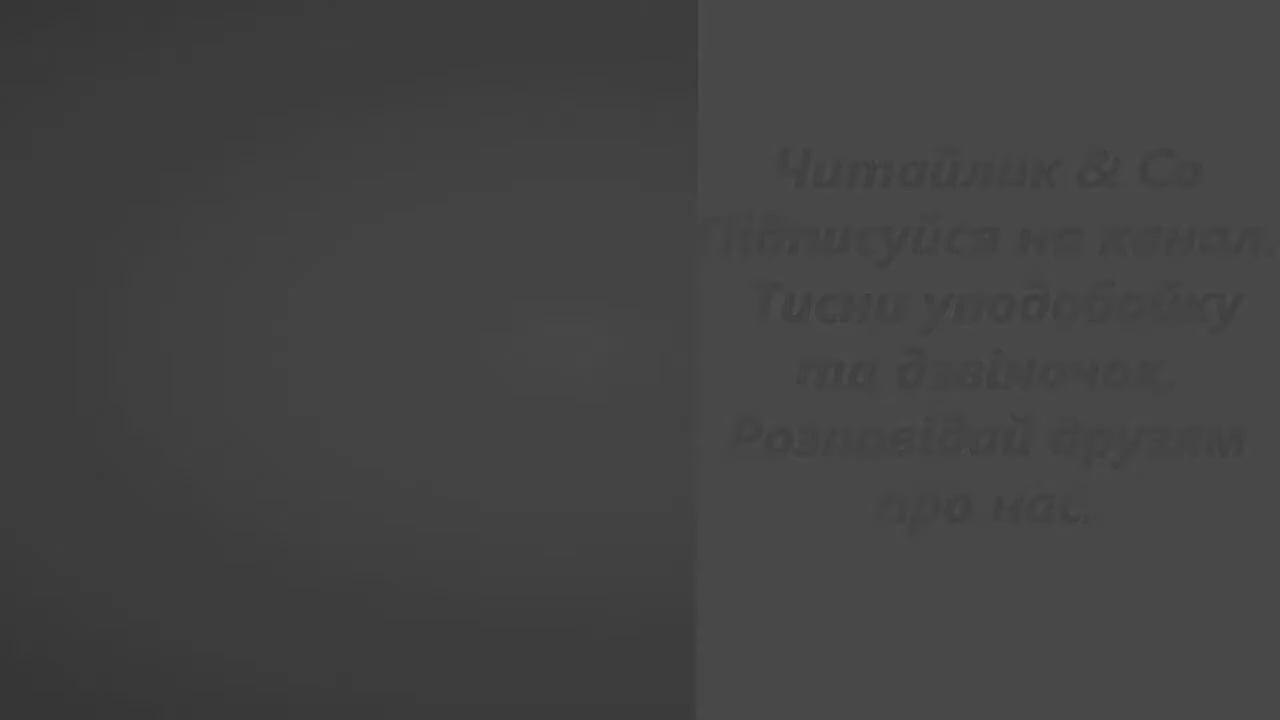 Читайлик & Co
Підписуйся на канал.
Тисни уподобайку
та дзвіночок.
Розповідай друзям
про нас.